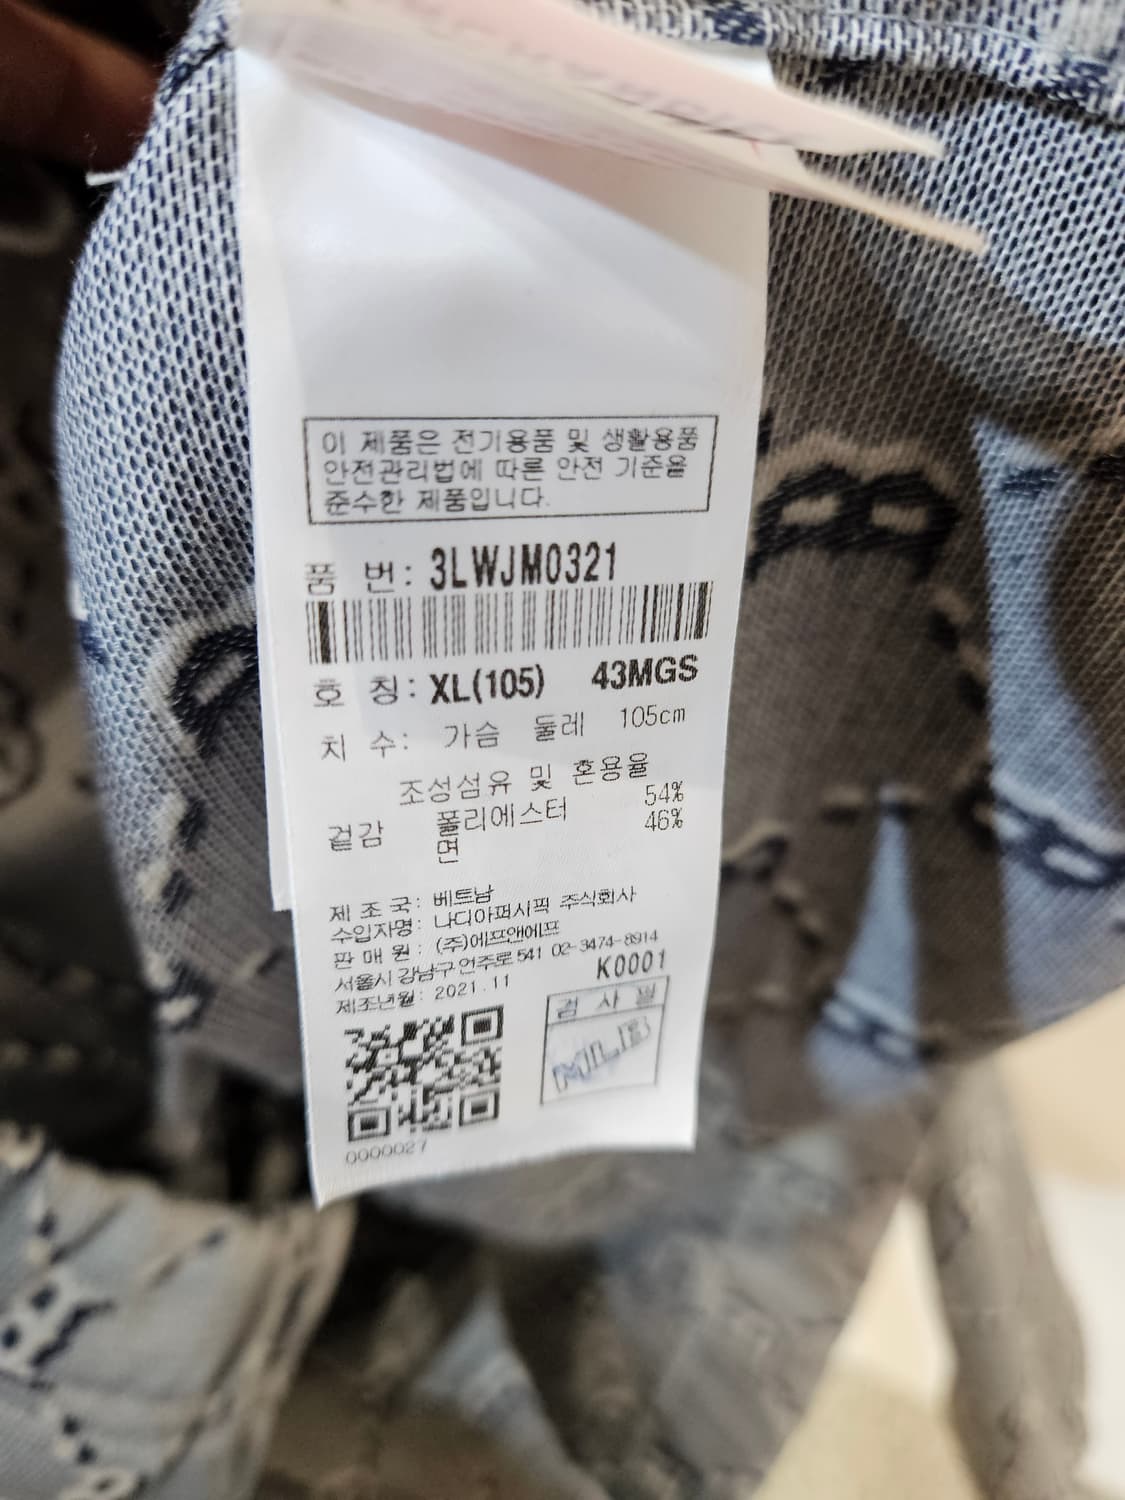 이 제품은 전기용품 및 생활용품
안전관리법에 따른 안전 기준을
준수한 제품입니다.
품 번: 3LWJM0321
호 칭: XL(105) 43MGS
치 수: 가슴 둘레 105cm
조성섬유 및 혼용율
겉감 폴리에스터 54%
면 46%
제 조 국: 베트남
수입자명: 나디아퍼시픽 주식회사
판 매 원: (주)에프앤에프
서울시 강남구 언주로 541 02-3474-8914
제조년월: 2021.11
K0001
검 사 필
MLB
0000027